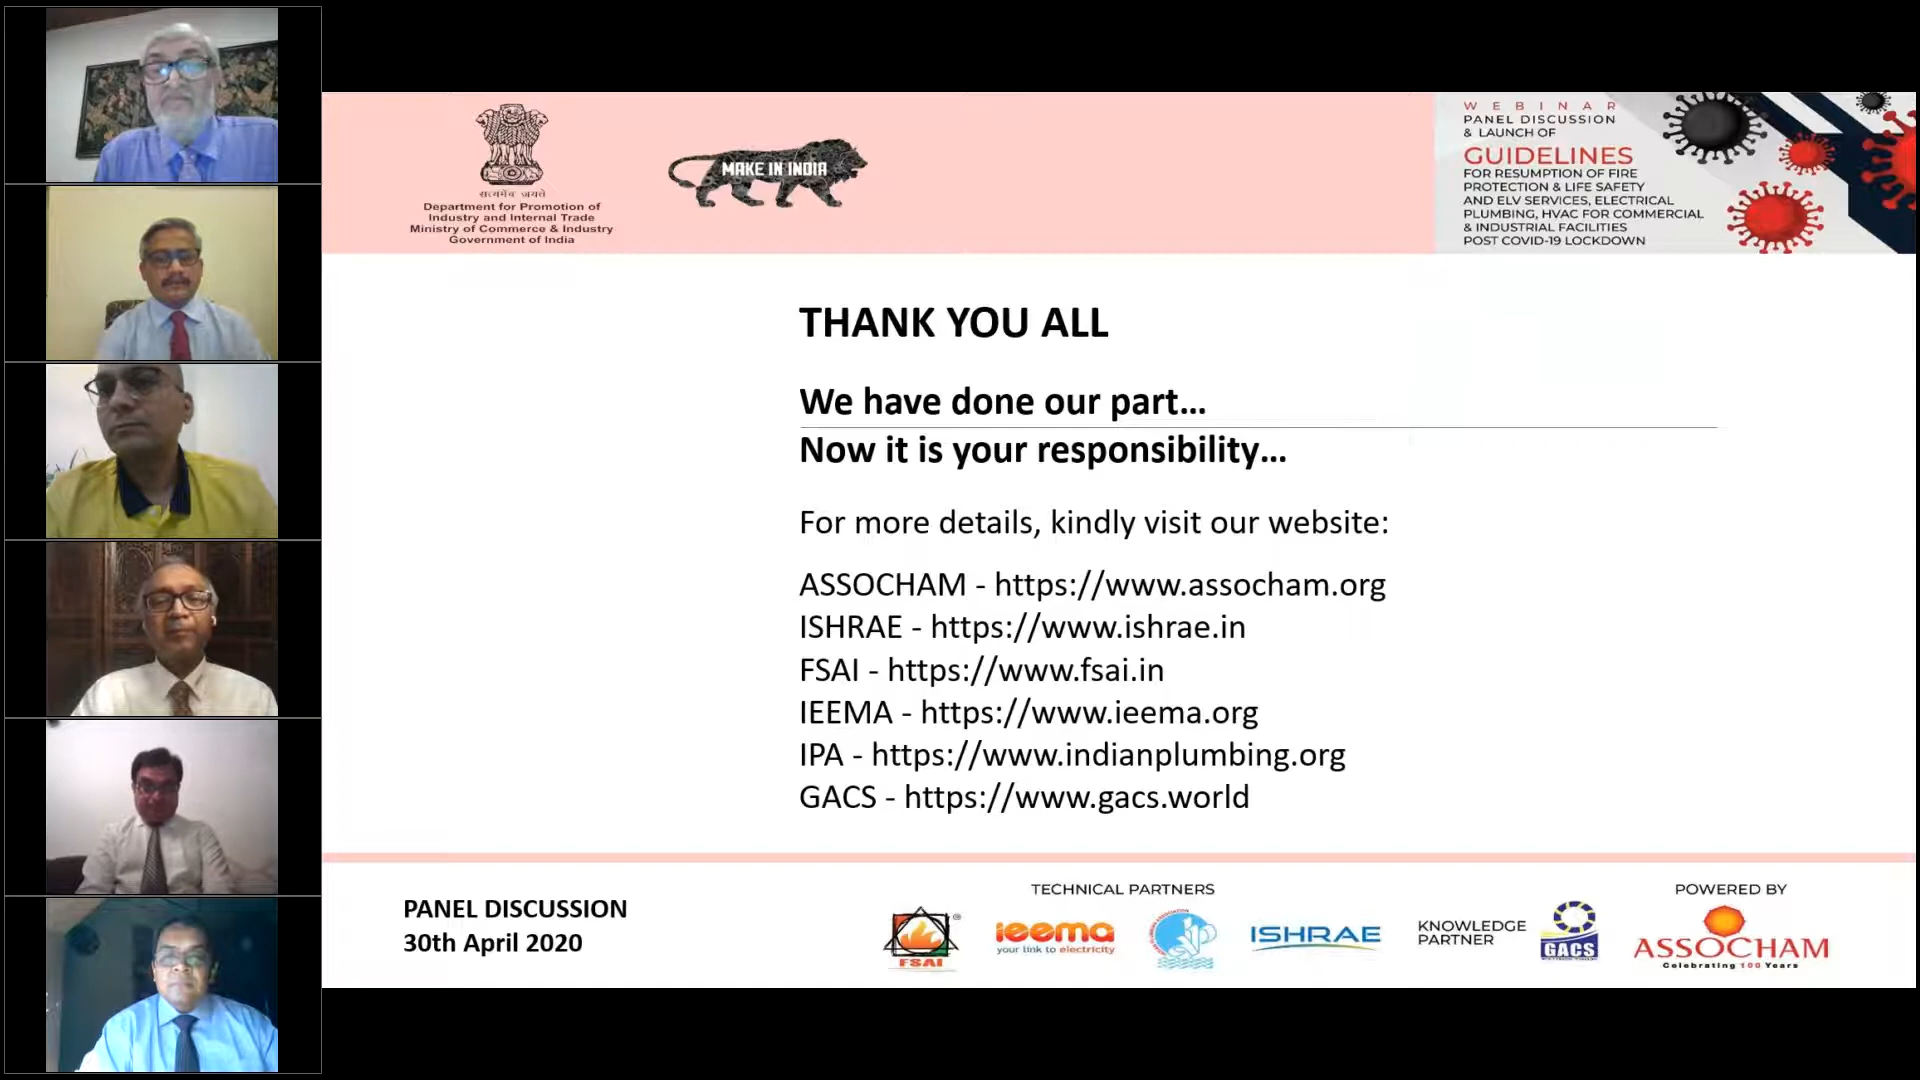 सत्यमेव जयते
Department for Promotion of
Industry and Internal Trade
Ministry of Commerce & Industry
Government of India
MAKE IN INDIA
WEBINAR
PANEL DISCUSSION
& LAUNCH OF
GUIDELINES
FOR RESUMPTION OF FIRE
PROTECTION & LIFE SAFETY
AND ELV SERVICES, ELECTRICAL
PLUMBING, HVAC FOR COMMERCIAL
& INDUSTRIAL FACILITIES
POST COVID-19 LOCKDOWN
THANK YOU ALL
We have done our part...
Now it is your responsibility...
For more details, kindly visit our website:
ASSOCHAM - https://www.assocham.org
ISHRAE - https://www.ishrae.in
FSAI - https://www.fsai.in
IEEMA - https://www.ieema.org
IPA - https://www.indianplumbing.org
GACS - https://www.gacs.world
PANEL DISCUSSION
30th April 2020
TECHNICAL PARTNERS
FSAI
ieema
your link to electricity
ISHRAE
KNOWLEDGE
PARTNER
GACS
POWERED BY
ASSOCHAM
Celebrating 100 Years